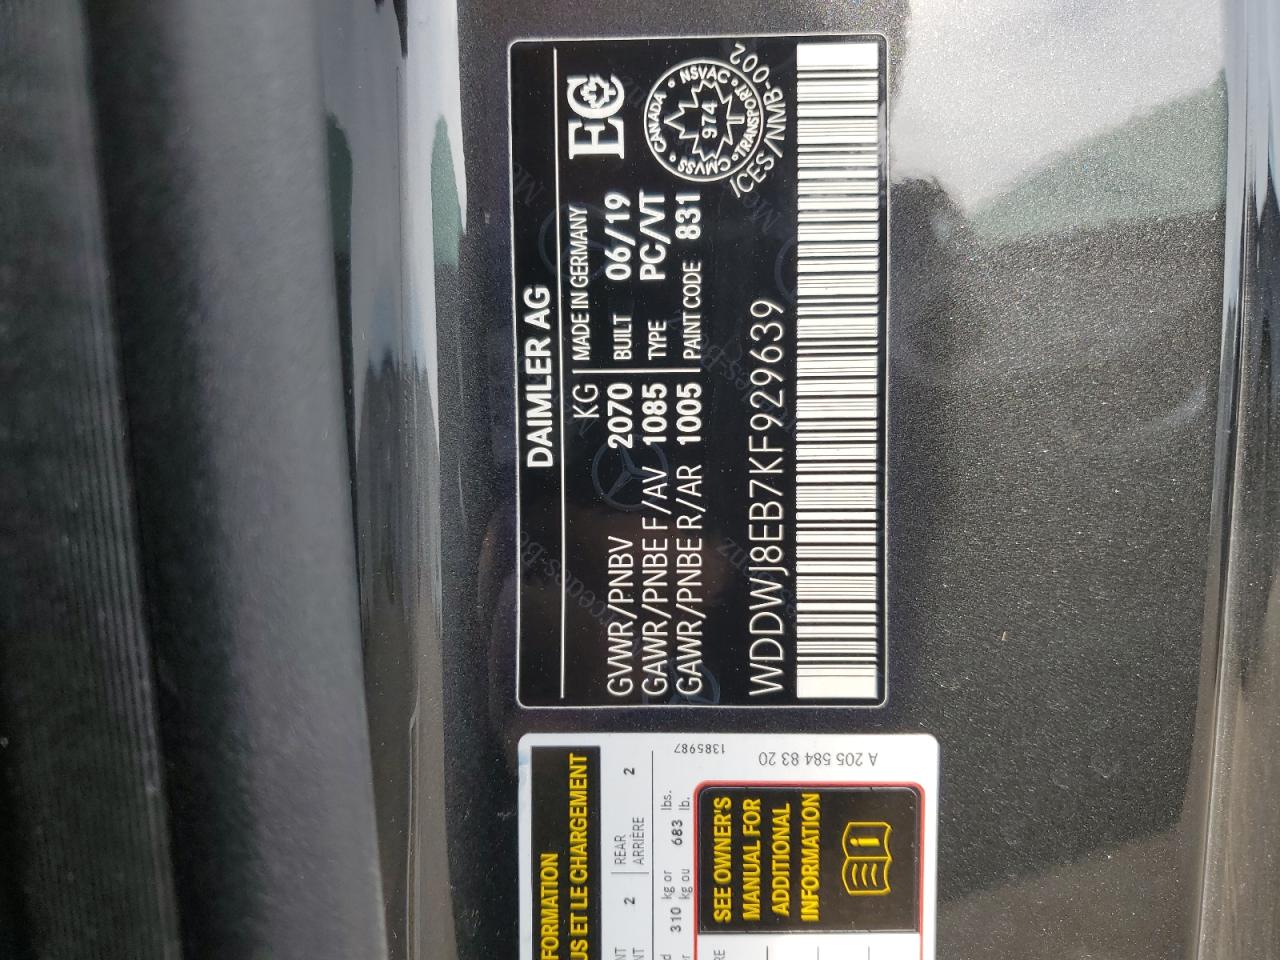 DAIMLER AG
KG MADE IN GERMANY
GVWR/PNBV 2070 BUILT 06/19
GAWR/PNBE F/AV 1085 TYPE PC/VT
GAWR/PNBE R/AR 1005 PAINT CODE 831
EC
CANADA • NSVAC • TRANSPORT • CMVSS •
974
ICES/NMB-002
WDDWJ8EB7KF929639
FORMATION
US ET LE CHARGEMENT
2 REAR 2
ARRIÈRE
310 kg or 683 lbs.
kg ou lb.
SEE OWNER'S
MANUAL FOR
ADDITIONAL
INFORMATION
1385987
A 205 584 83 20